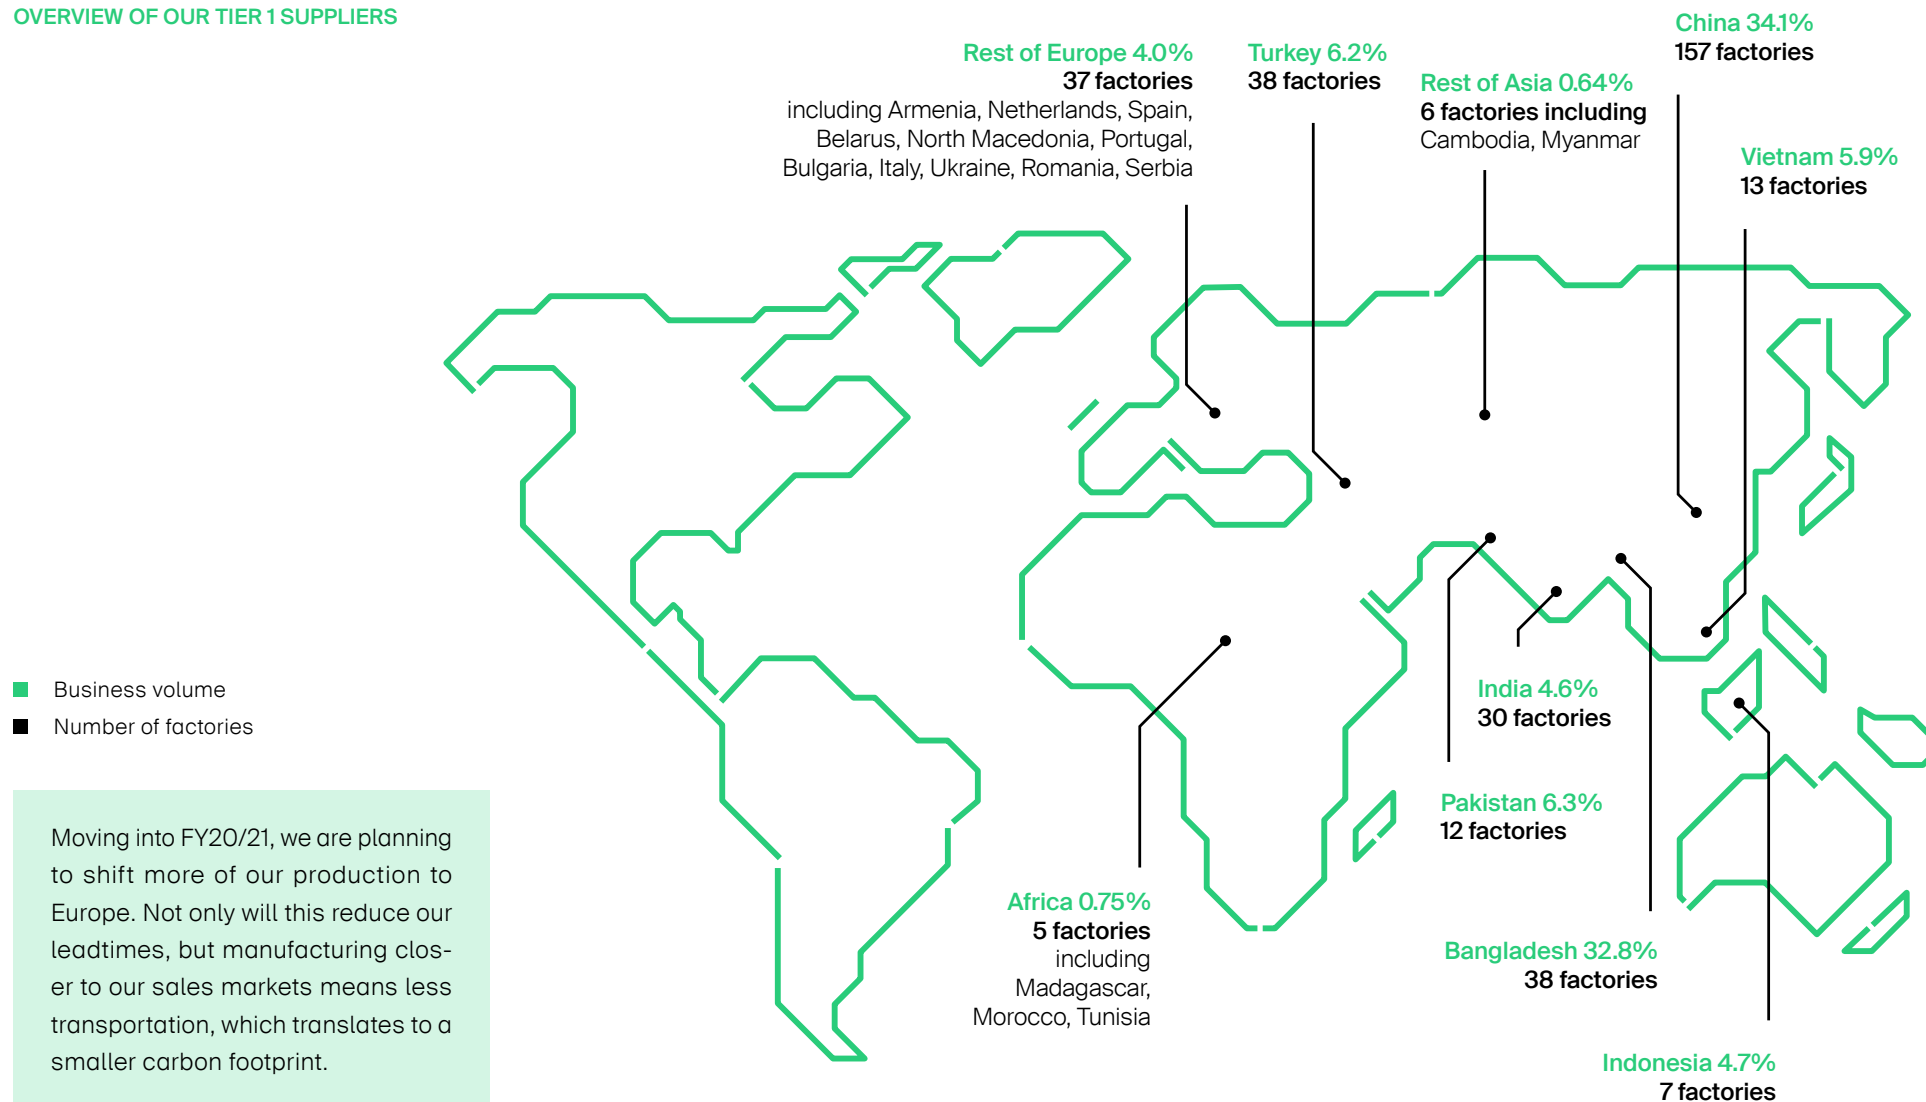 OVERVIEW OF OUR TIER 1 SUPPLIERS
Rest of Europe 4.0%
37 factories
including Armenia, Netherlands, Spain,
Belarus, North Macedonia, Portugal,
Bulgaria, Italy, Ukraine, Romania, Serbia
Turkey 6.2%
38 factories
Rest of Asia 0.64%
6 factories including
Cambodia, Myanmar
China 34.1%
157 factories
Vietnam 5.9%
13 factories
India 4.6%
30 factories
Pakistan 6.3%
12 factories
Africa 0.75%
5 factories
including
Madagascar,
Morocco, Tunisia
Bangladesh 32.8%
38 factories
Indonesia 4.7%
7 factories
Business volume
Number of factories
Moving into FY20/21, we are planning
to shift more of our production to
Europe. Not only will this reduce our
leadtimes, but manufacturing clos-
er to our sales markets means less
transportation, which translates to a
smaller carbon footprint.